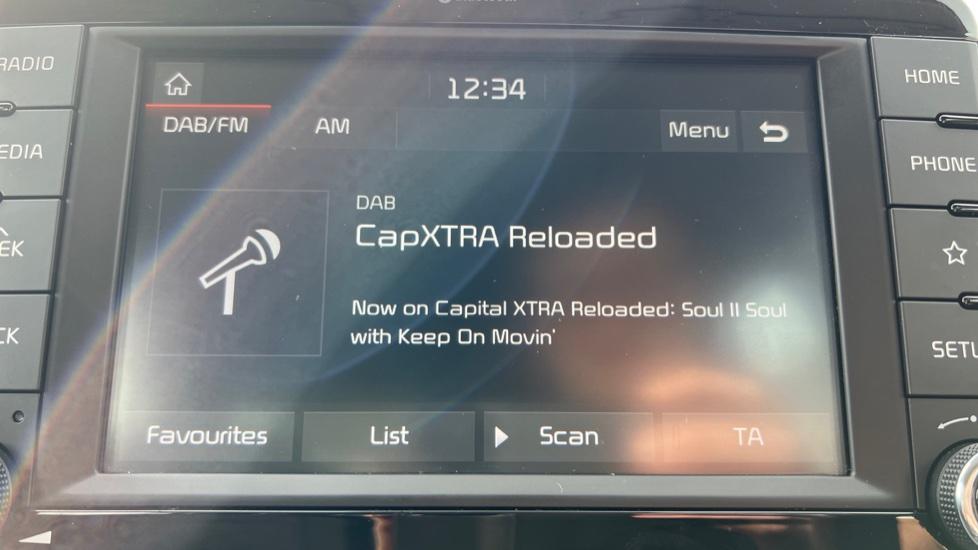 RADIO
12:34
HOME
DAB/FM
AM
Menu
EDIA
PHONE
DAB
CapXTRA Reloaded
EK
Now on Capital XTRA Reloaded: Soul II Soul
with Keep On Movin'
CK
SETU
Favourites
List
Scan
TA